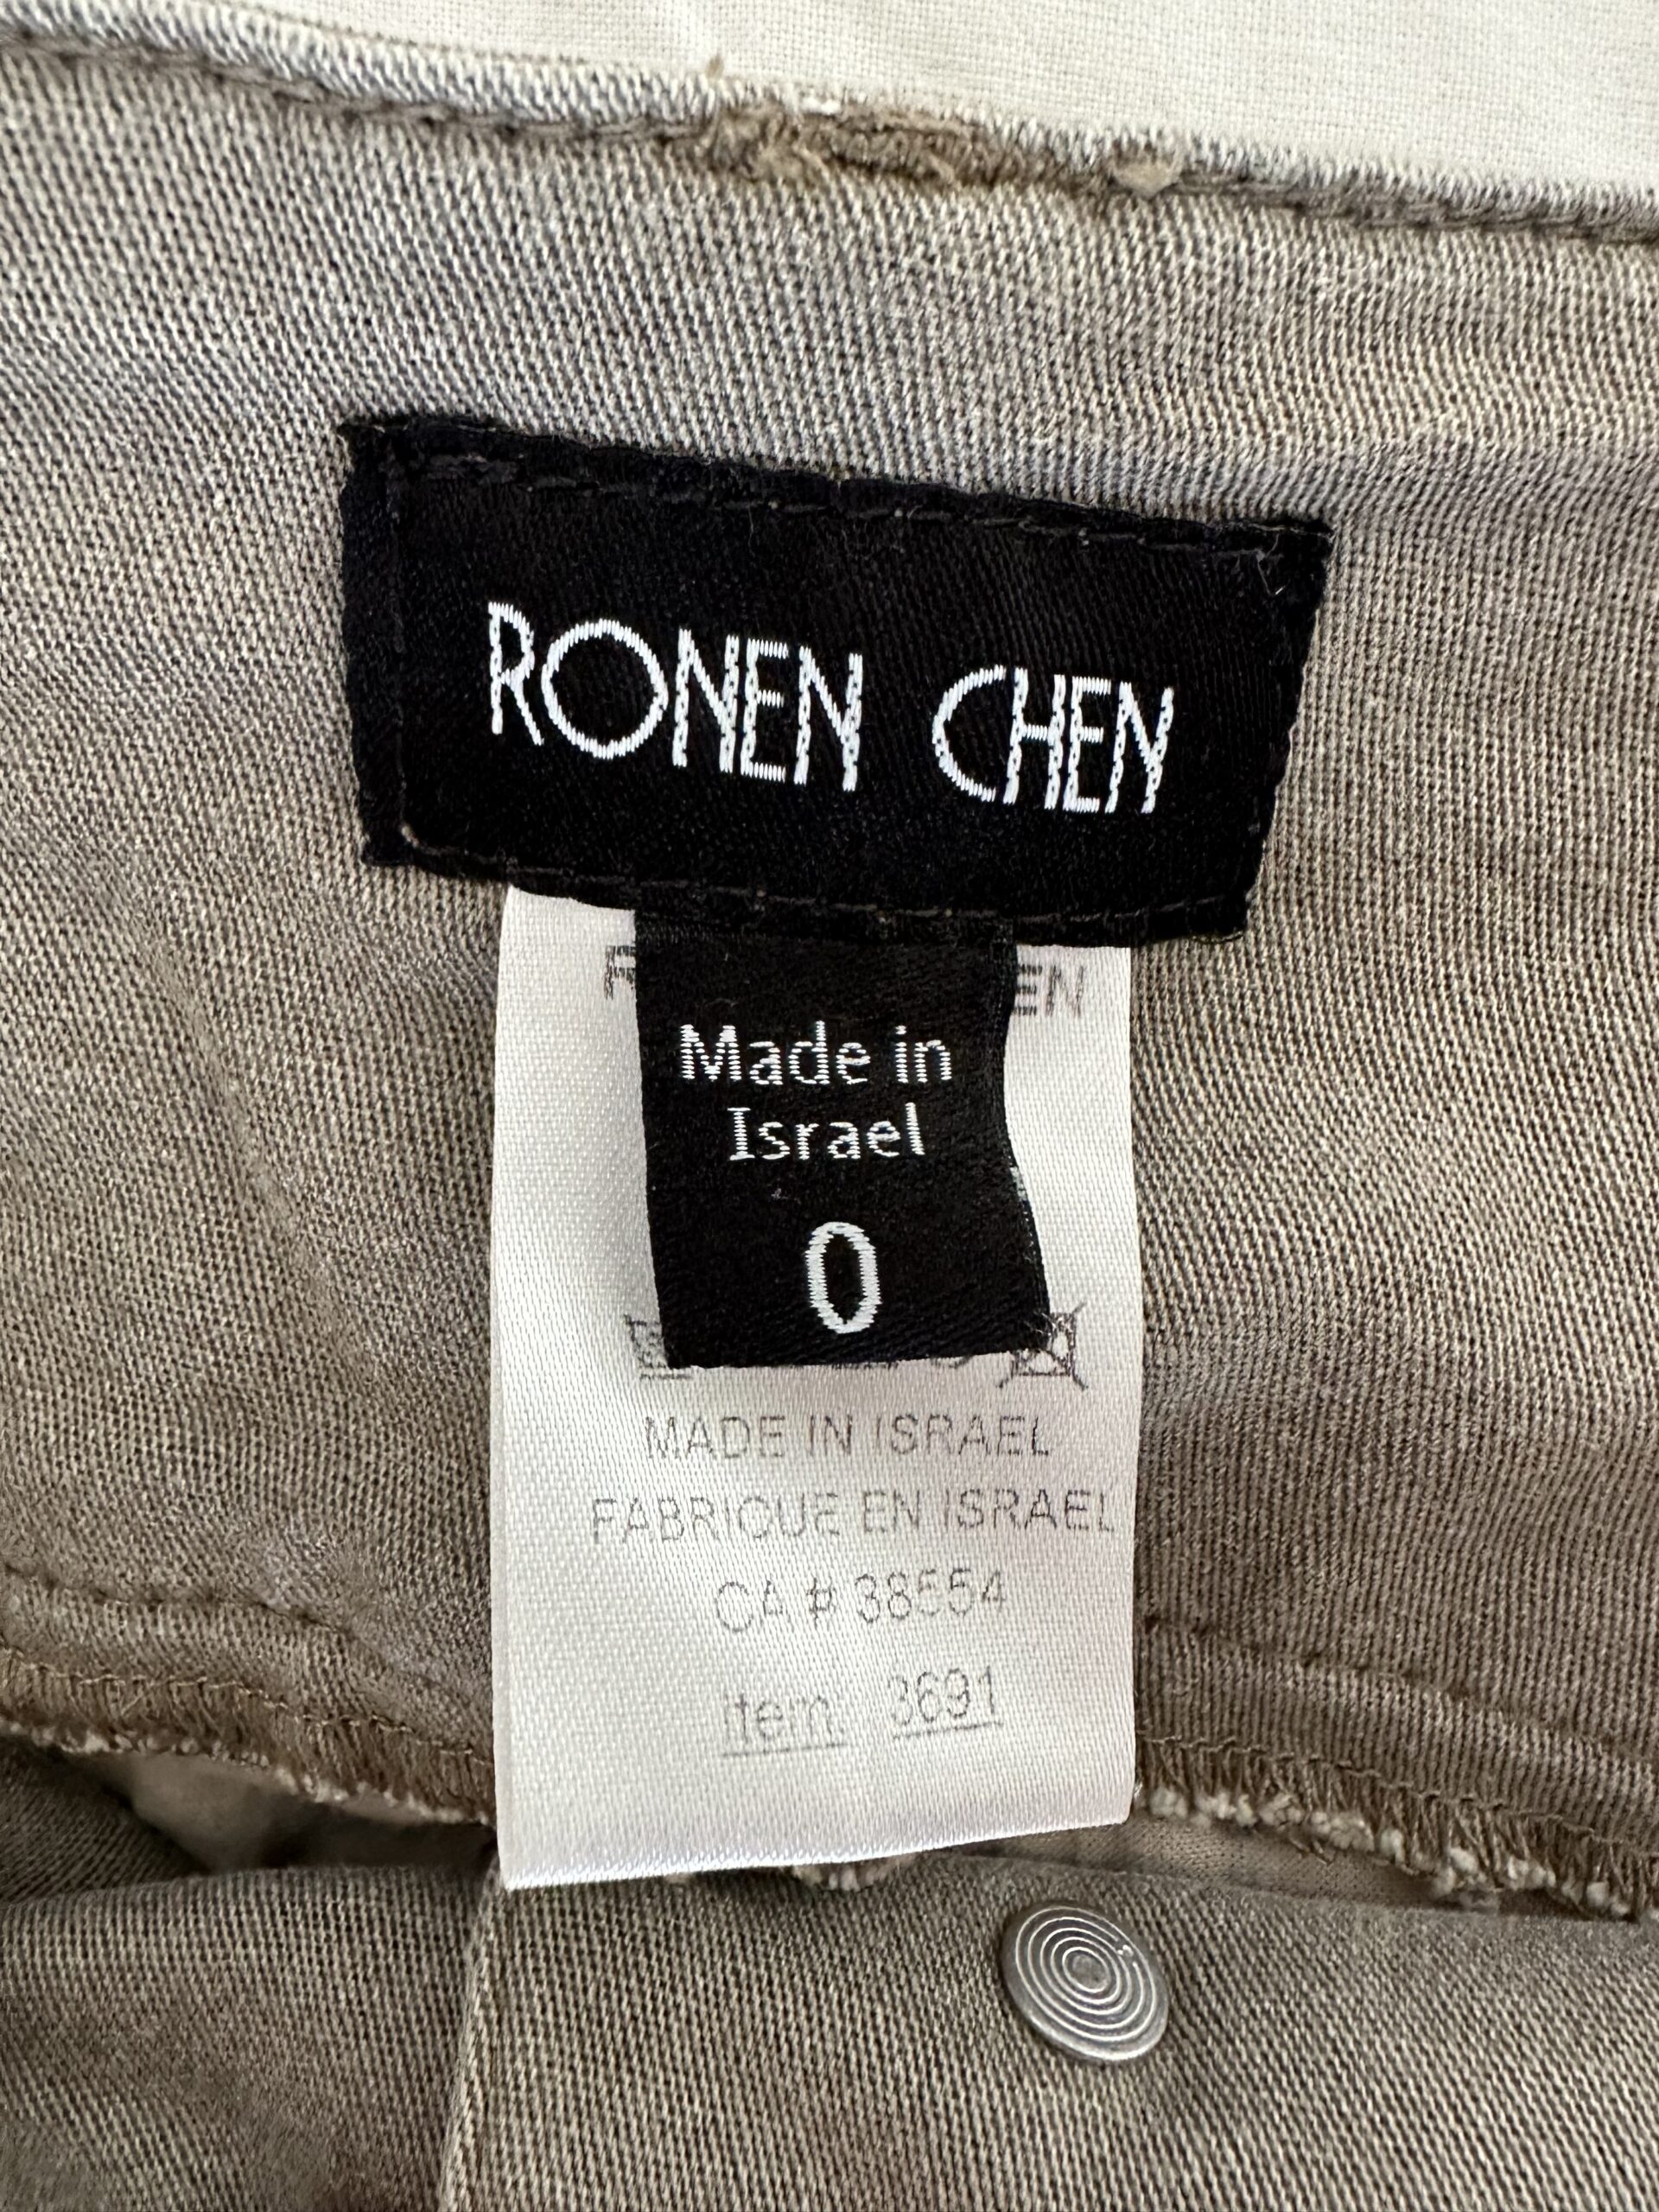 RONEN CHEN
Made in
Israel
0
MADE IN ISRAEL
FABRIQUE EN ISRAEL
CA # 38554
Item: 3691